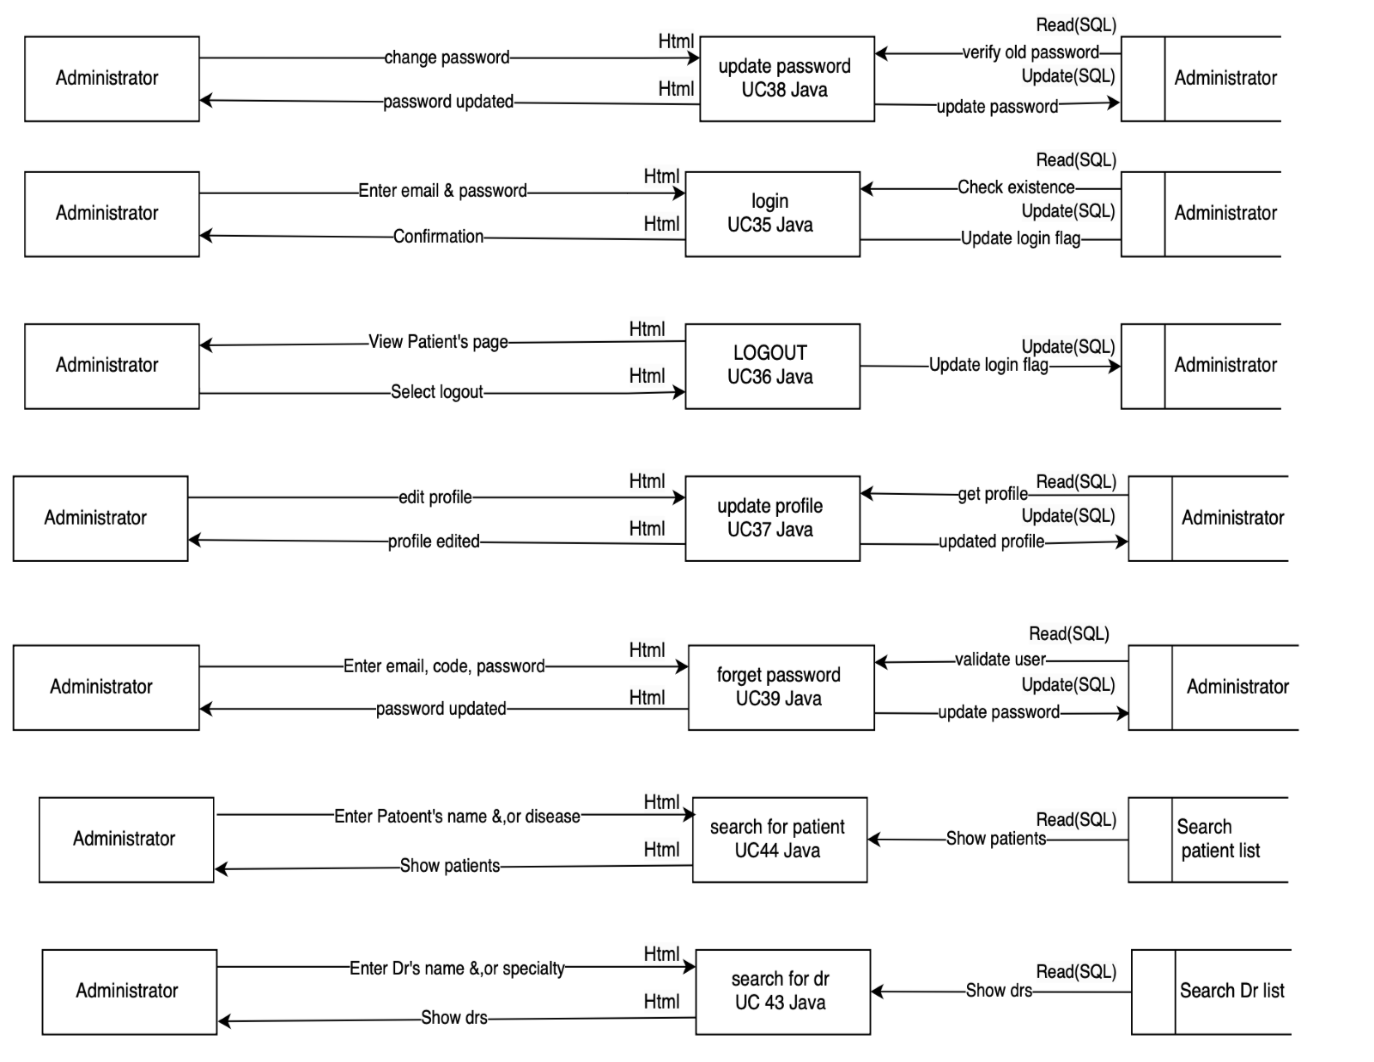 Read(SQL)
Html
change password
verify old password
Administrator
update password
UC38 Java
Update(SQL)
Administrator
Html
password updated
update password
Read(SQL)
Html
Enter email & password
Check existence
Administrator
login
UC35 Java
Update(SQL)
Administrator
Html
Confirmation
Update login flag
Html
View Patient's page
Update(SQL)
Administrator
LOGOUT
UC36 Java
Update login flag
Administrator
Html
Select logout
Html
Read(SQL)
edit profile
get profile
Administrator
update profile
UC37 Java
Update(SQL)
Administrator
Html
profile edited
updated profile
Read(SQL)
Html
Enter email, code, password
validate user
Administrator
forget password
UC39 Java
Update(SQL)
Administrator
Html
password updated
update password
Html
Enter Patoent's name &,or disease
Read(SQL)
Administrator
search for patient
UC44 Java
Show patients
Search
patient list
Html
Show patients
Html
Enter Dr's name &,or specialty
Read(SQL)
Administrator
search for dr
UC 43 Java
Show drs
Search Dr list
Html
Show drs